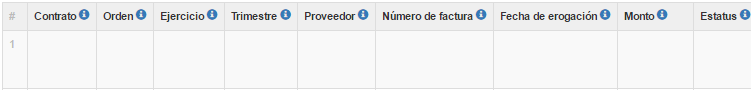 # Contrato Orden Ejercicio Trimestre Proveedor Número de factura Fecha de erogación Monto Estatus
1